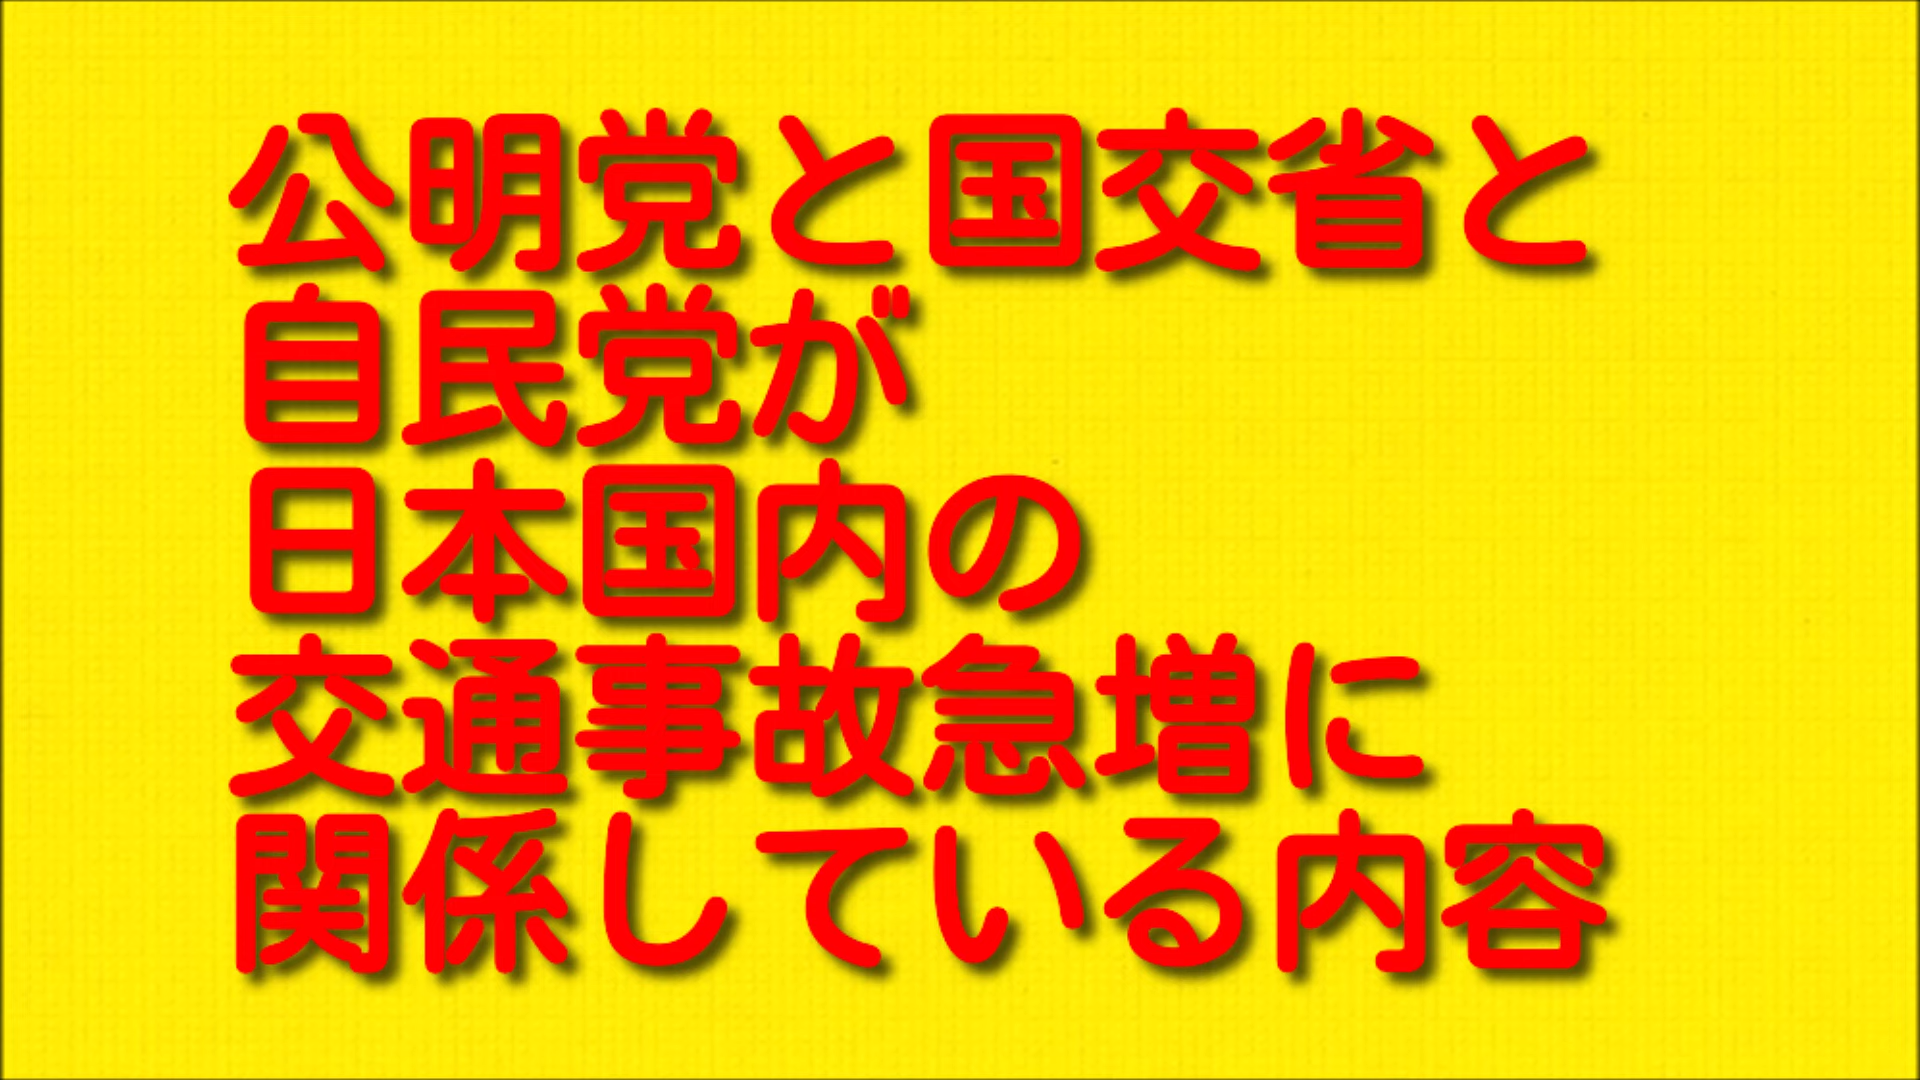 公明党と国交省と
自民党が
日本国内の
交通事故急増に
関係している内容